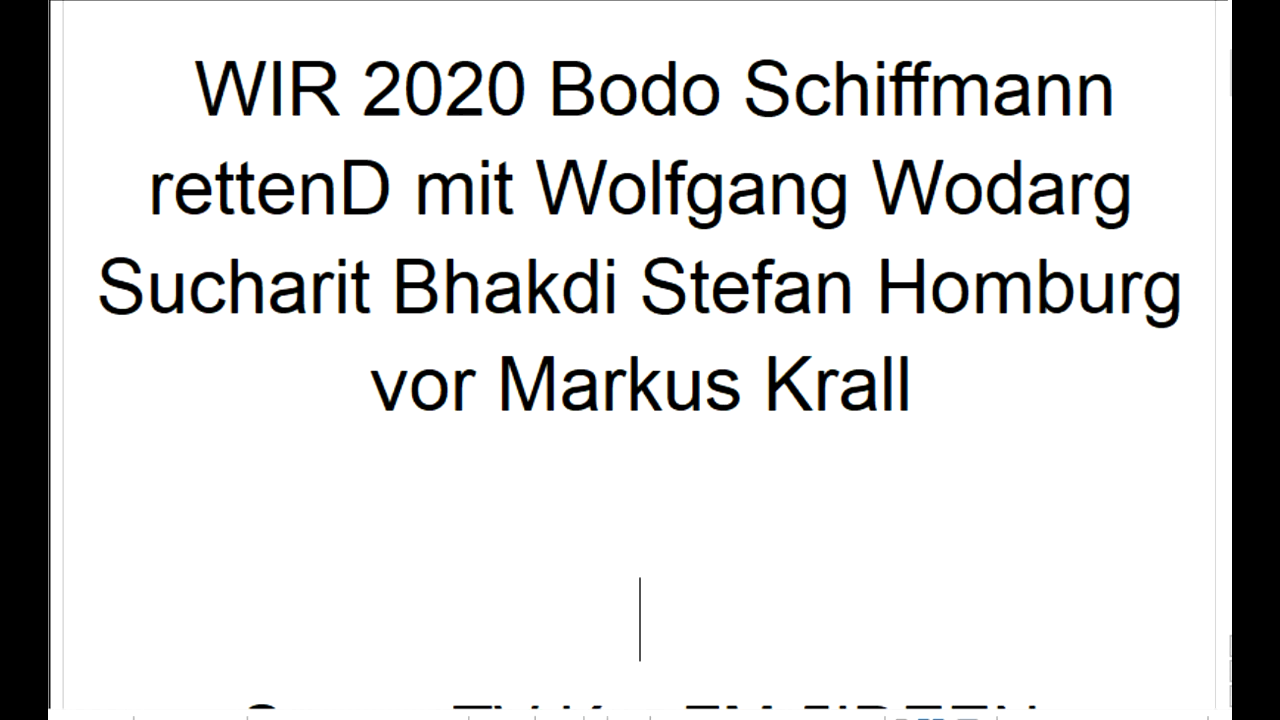 WIR 2020 Bodo Schiffmann
rettenD mit Wolfgang Wodarg
Sucharit Bhakdi Stefan Homburg
vor Markus Krall